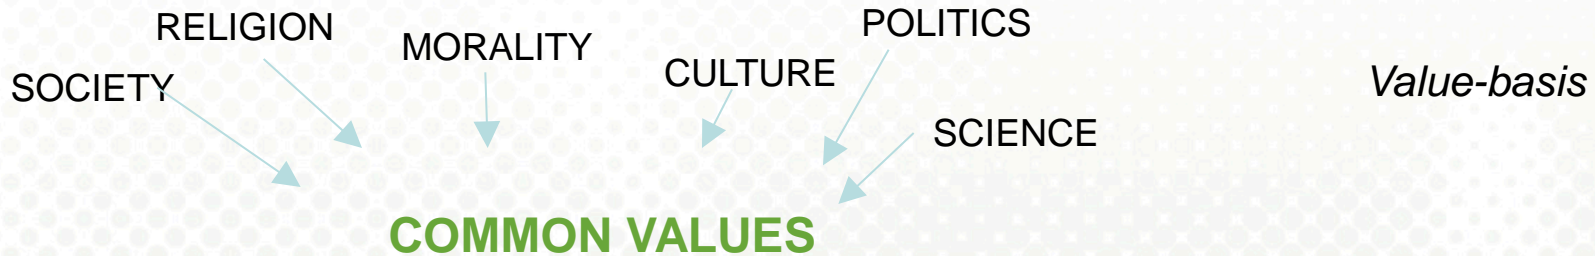 RELIGION
MORALITY
POLITICS
SOCIETY
CULTURE
Value-basis
SCIENCE
COMMON VALUES